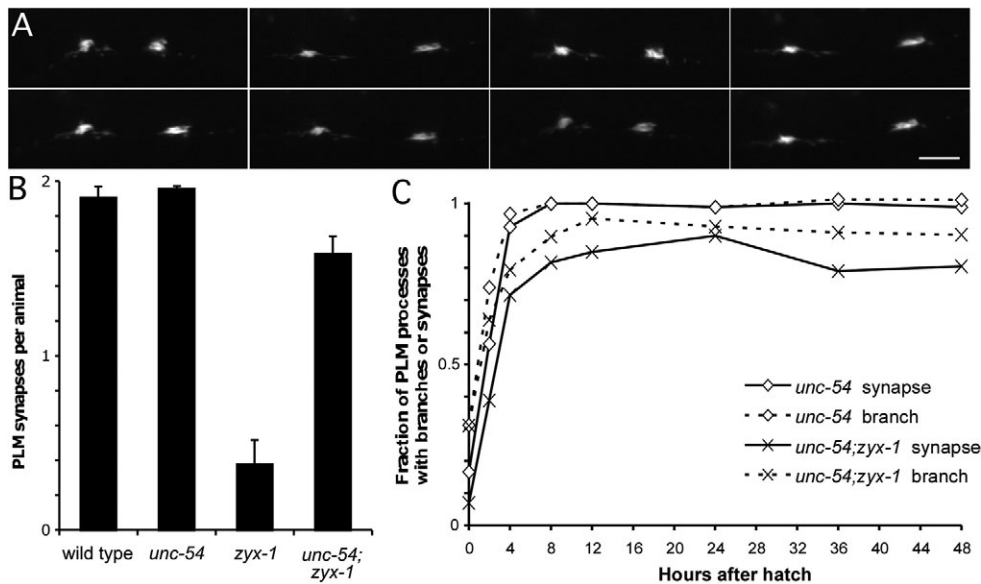 A
B
PLM synapses per animal
2
1
0
wild type
unc-54
zyx-1
unc-54;
zyx-1
C
Fraction of PLM processes
with branches or synapses
1
0.5
0
unc-54 synapse
unc-54 branch
unc-54;zyx-1 synapse
unc-54;zyx-1 branch
0 4 8 12 16 20 24 28 32 36 40 44 48
Hours after hatch